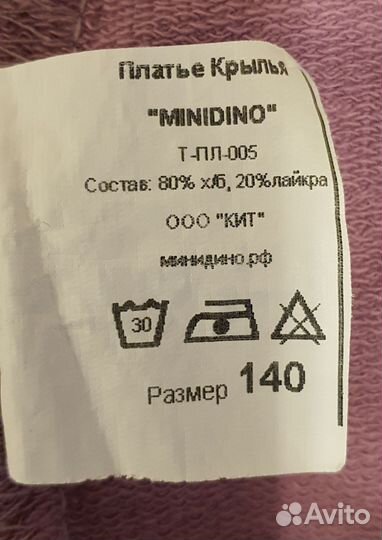 Платье Крылья
"MINIDINO"
Т-ПЛ-005
Состав: 80% х/б, 20%лайкра
ООО "КИТ"
минидино.рф
30
Размер 140
Avito